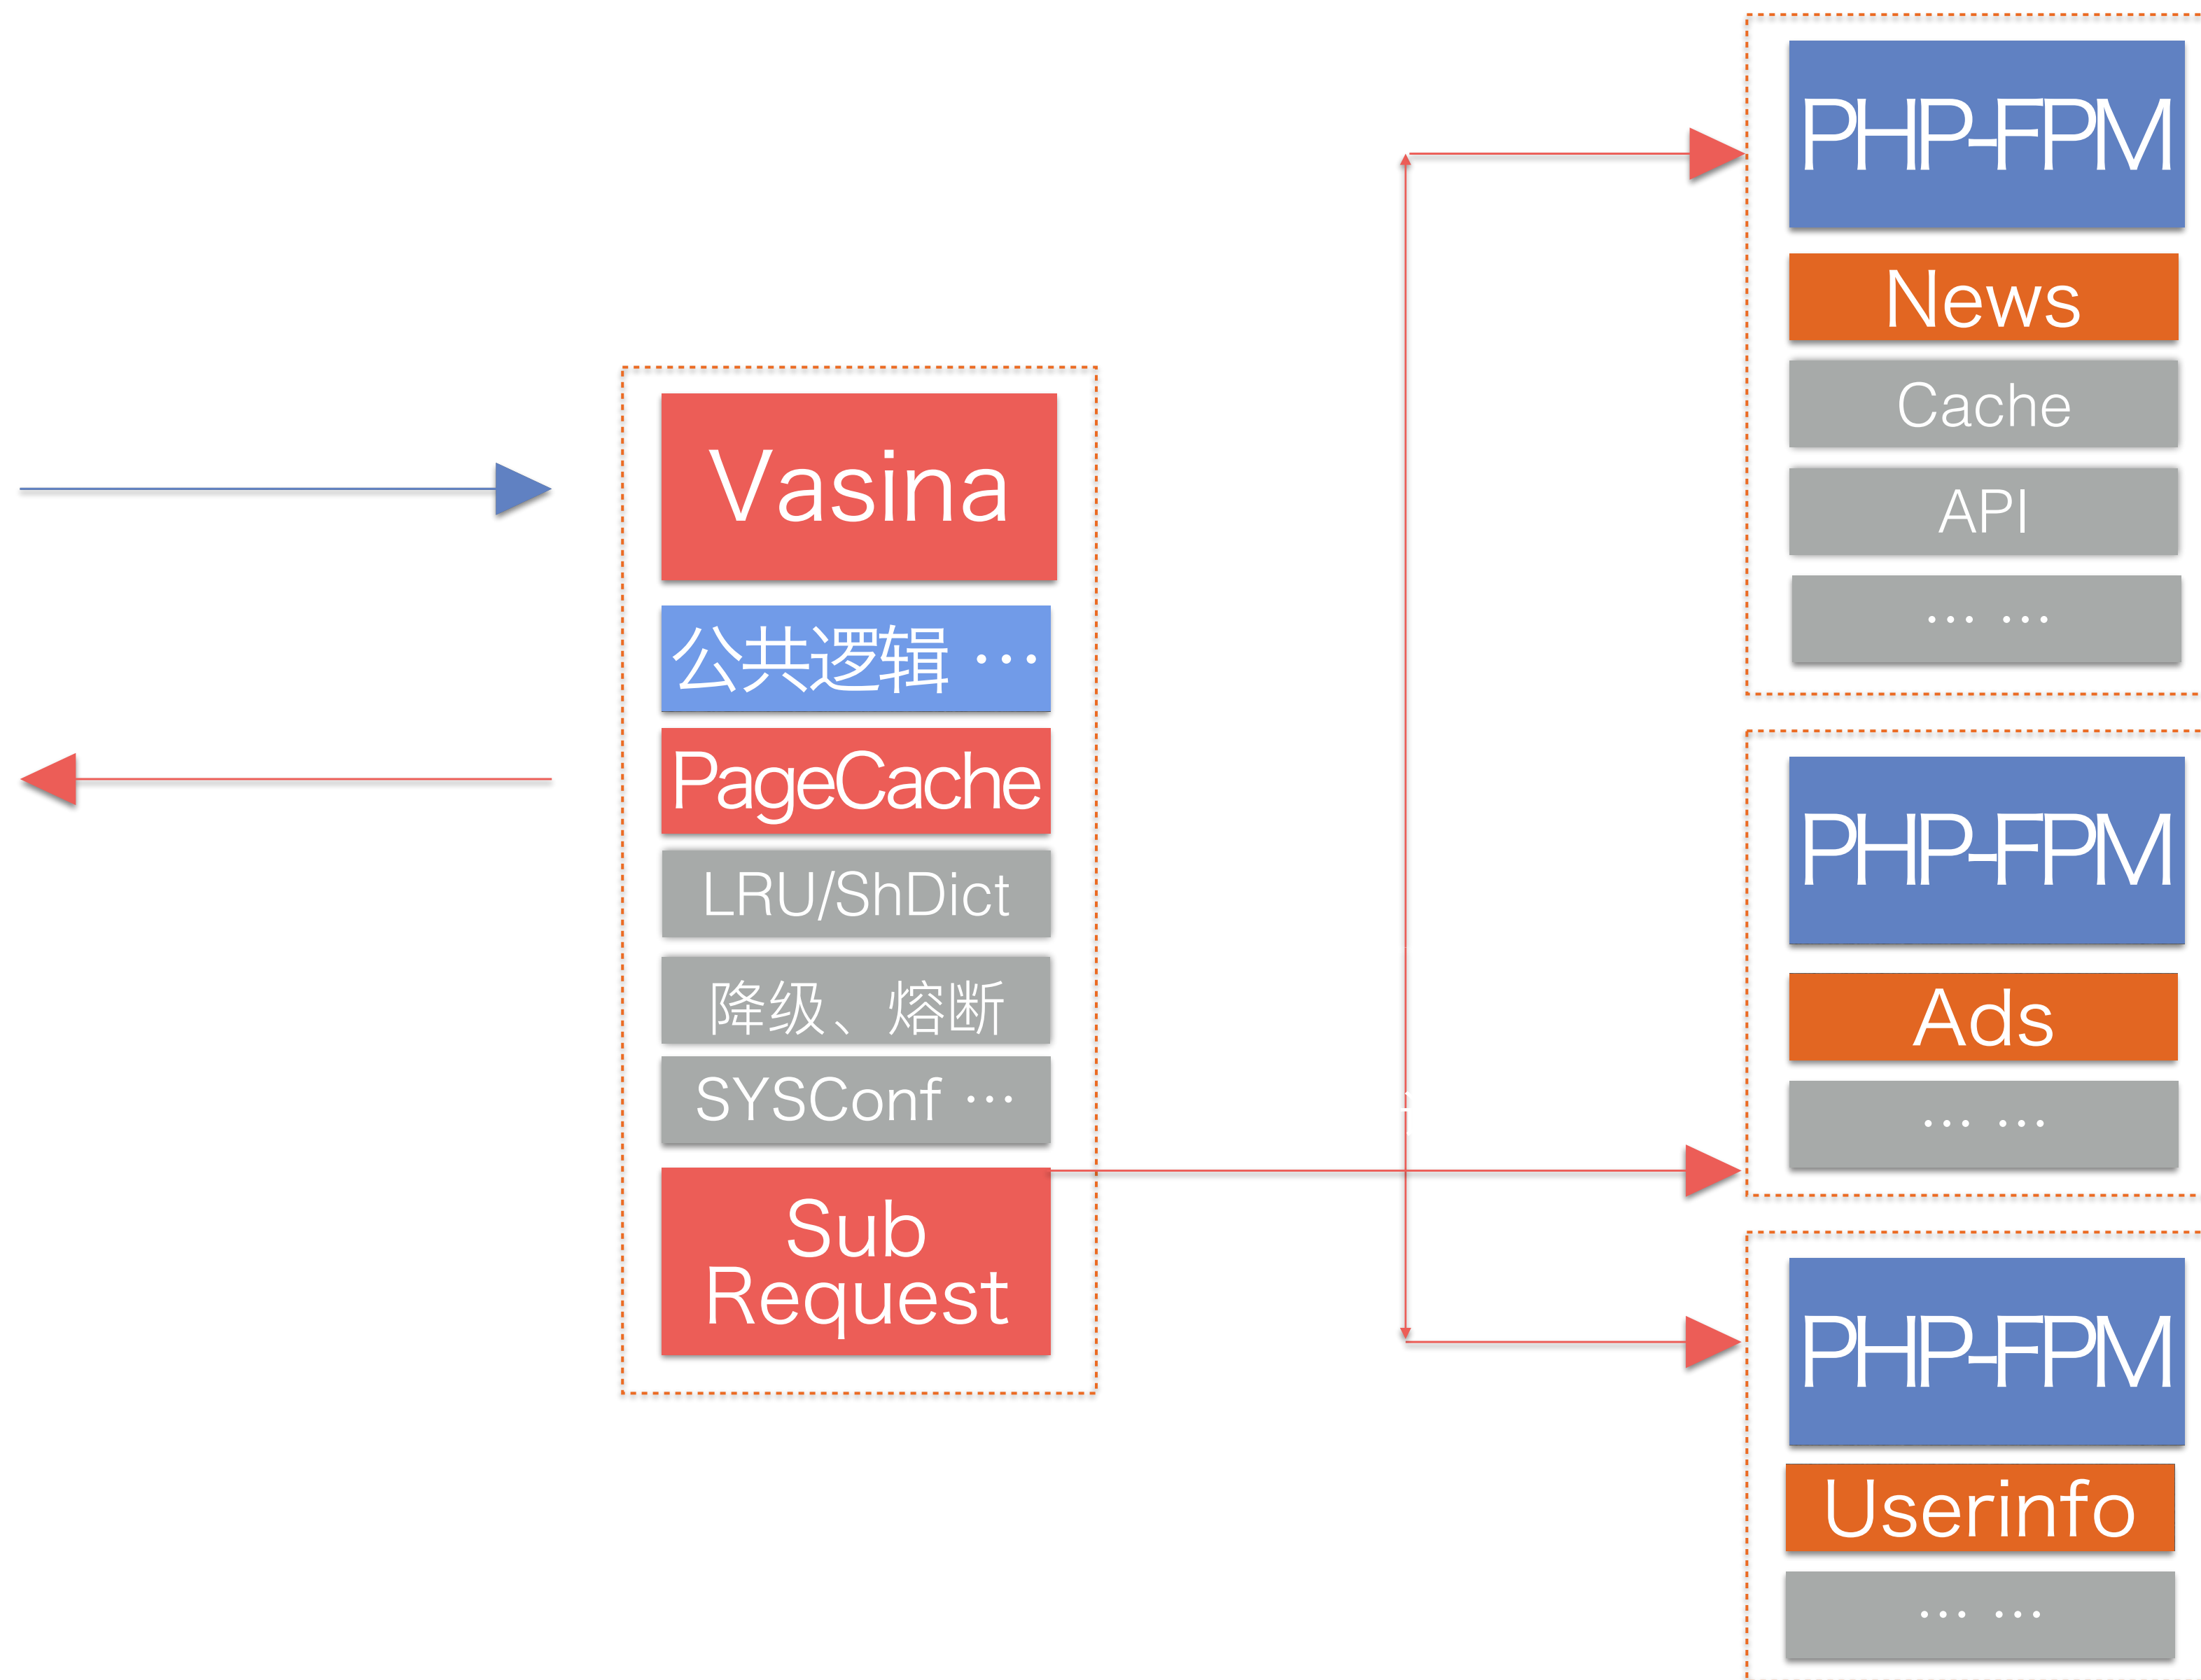 Vasina
公共逻辑 …
PageCache
LRU/ShDict
降级、熔断
SYSConf …
Sub
Request
PHP-FPM
News
Cache
API
… …
PHP-FPM
Ads
… …
PHP-FPM
Userinfo
… …